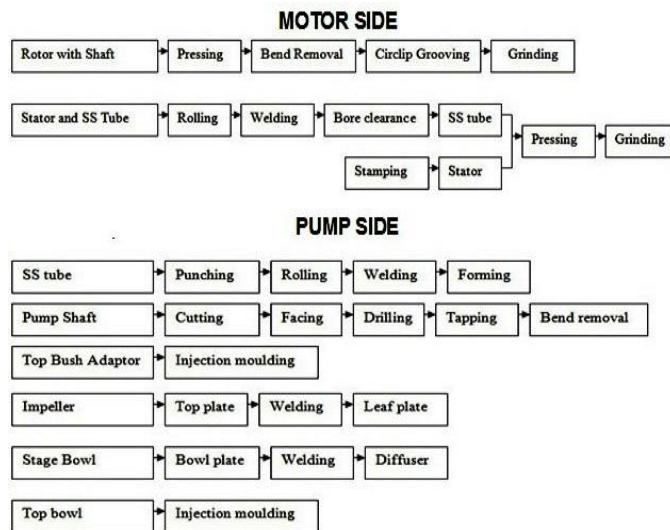 MOTOR SIDE
Rotor with Shaft Pressing Bend Removal Circlip Grooving Grinding
Stator and SS Tube Rolling Welding Bore clearance SS tube
Pressing Grinding
Stamping Stator
PUMP SIDE
SS tube Punching Rolling Welding Forming
Pump Shaft Cutting Facing Drilling Tapping Bend removal
Top Bush Adaptor Injection moulding
Impeller Top plate Welding Leaf plate
Stage Bowl Bowl plate Welding Diffuser
Top bowl Injection moulding